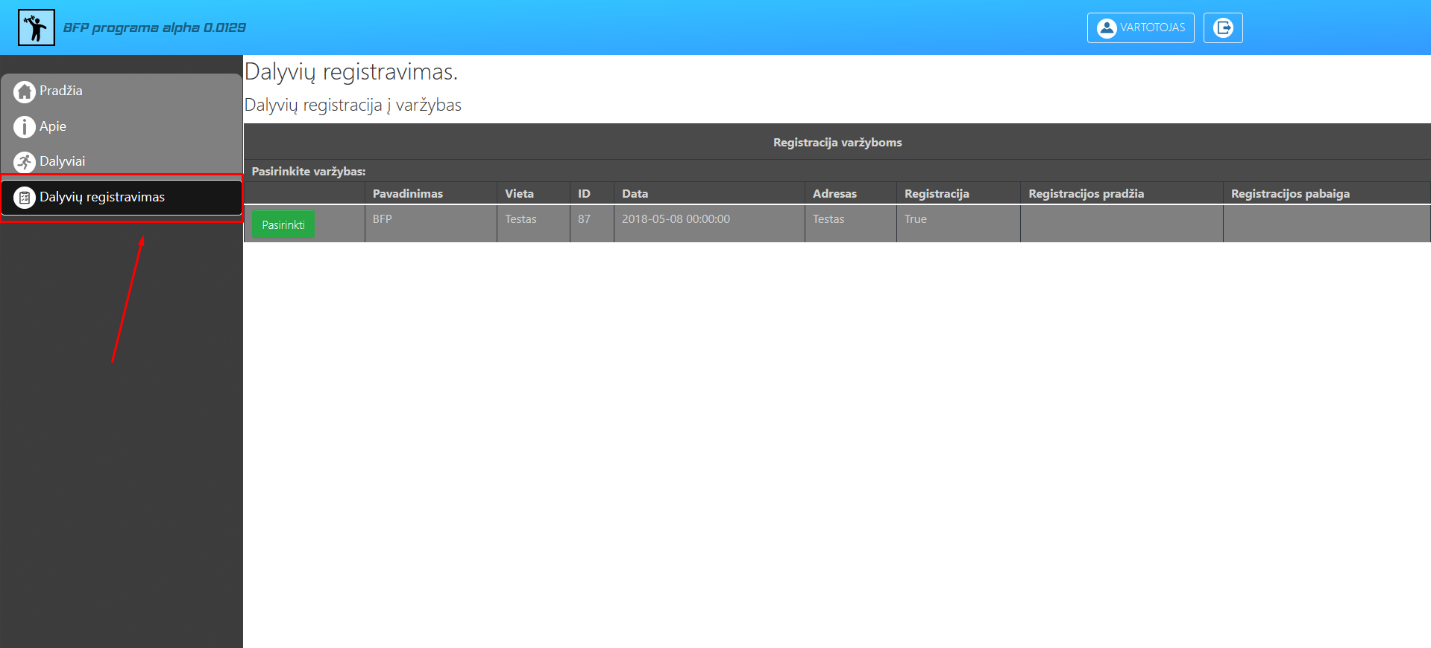 BFP programa alpha 0.0129
VARTOTOJAS
Pradžia
Apie
Dalyviai
Dalyvių registravimas
Dalyvių registravimas.
Dalyvių registracija į varžybas
Registracija varžyboms
Pasirinkite varžybas:
Pavadinimas Vieta ID Data Adresas Registracija Registracijos pradžia Registracijos pabaiga
Pasirinkti BFP Testas 87 2018-05-08 00:00:00 Testas True